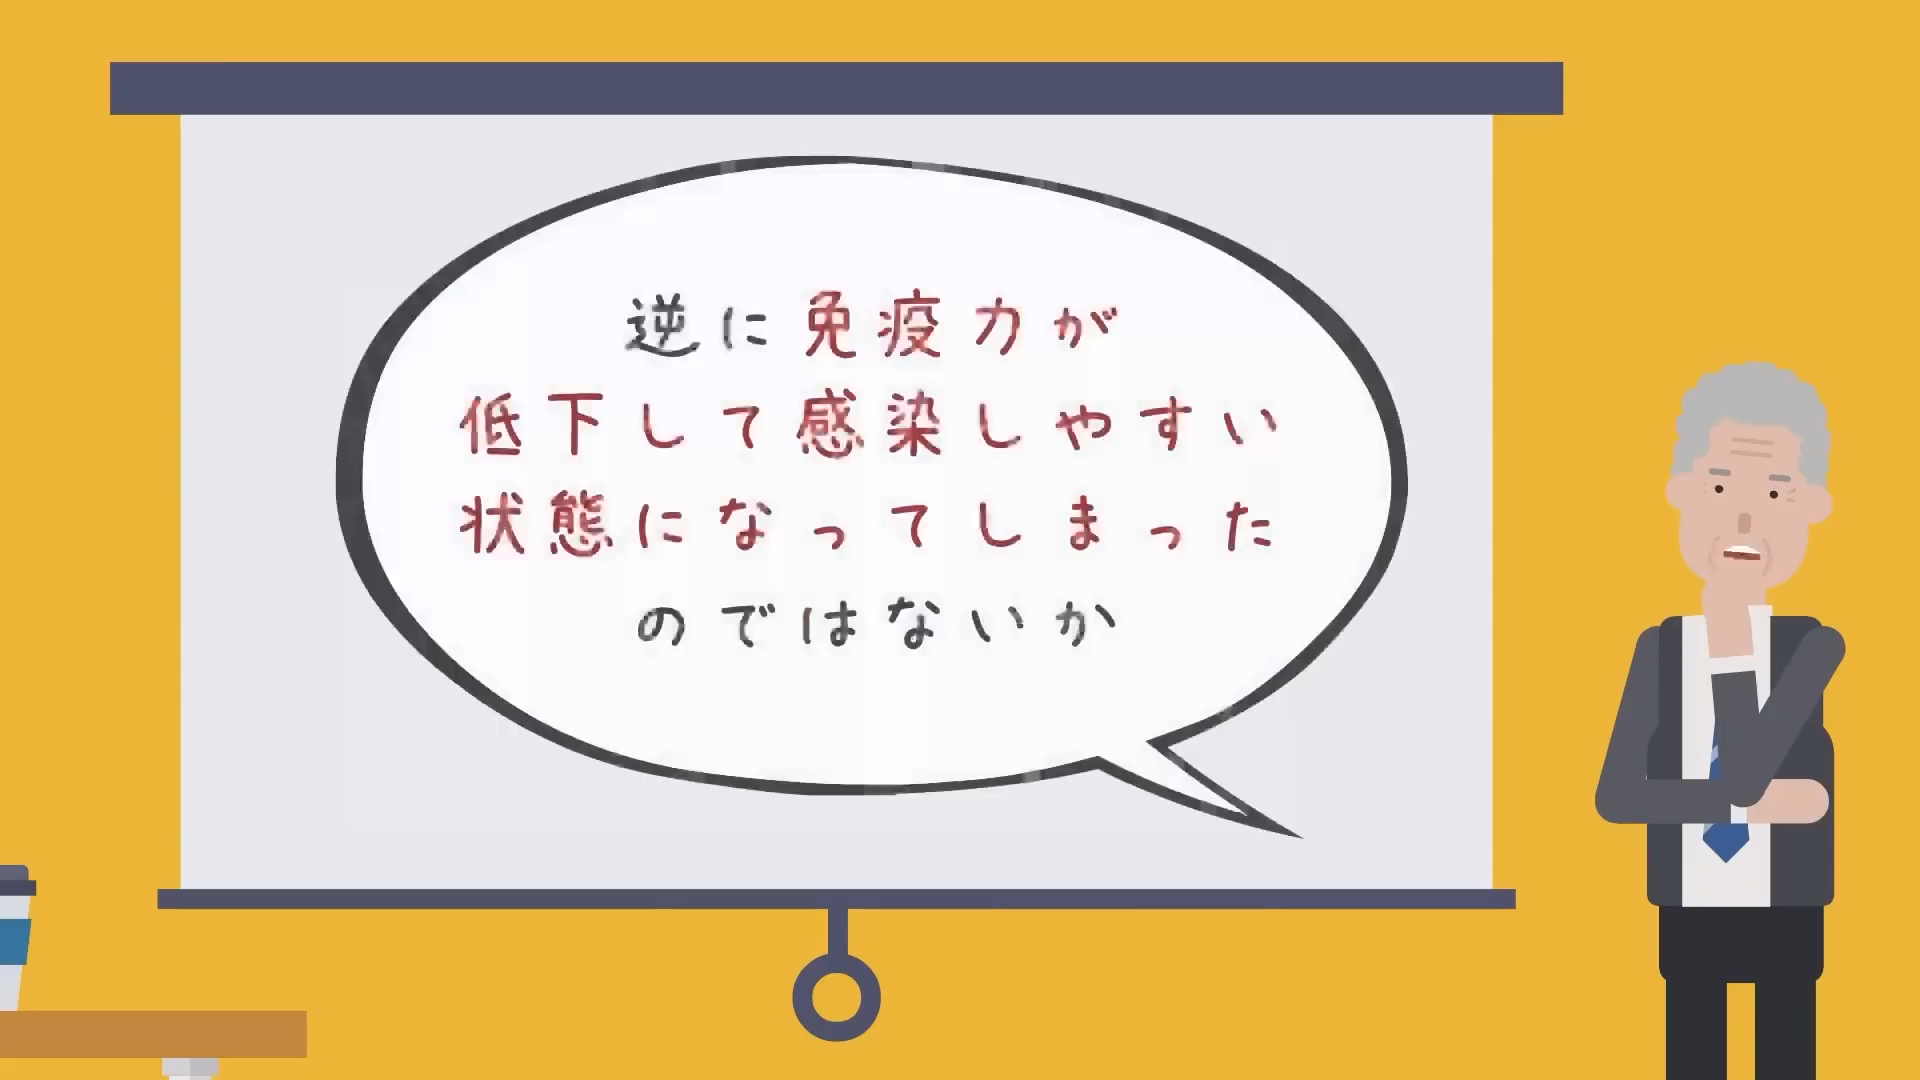 逆に免疫力が
低下して感染しやすい
状態になってしまった
のではないか